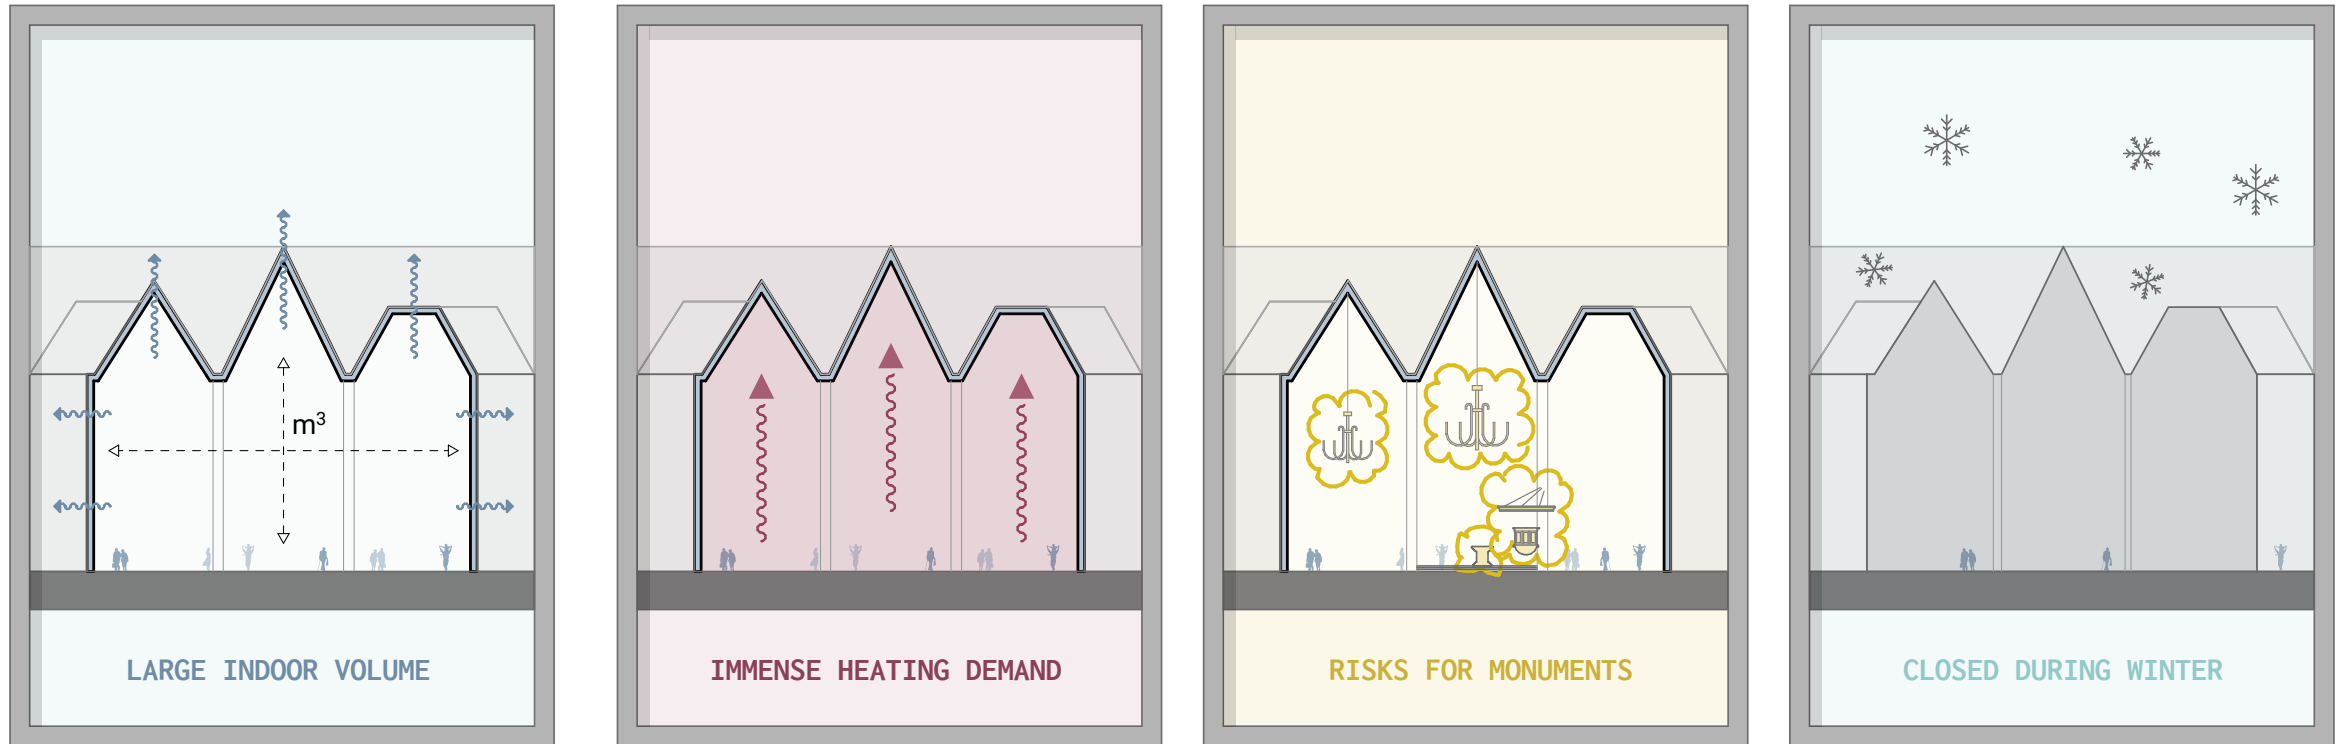 m³
LARGE INDOOR VOLUME
IMMENSE HEATING DEMAND
RISKS FOR MONUMENTS
CLOSED DURING WINTER